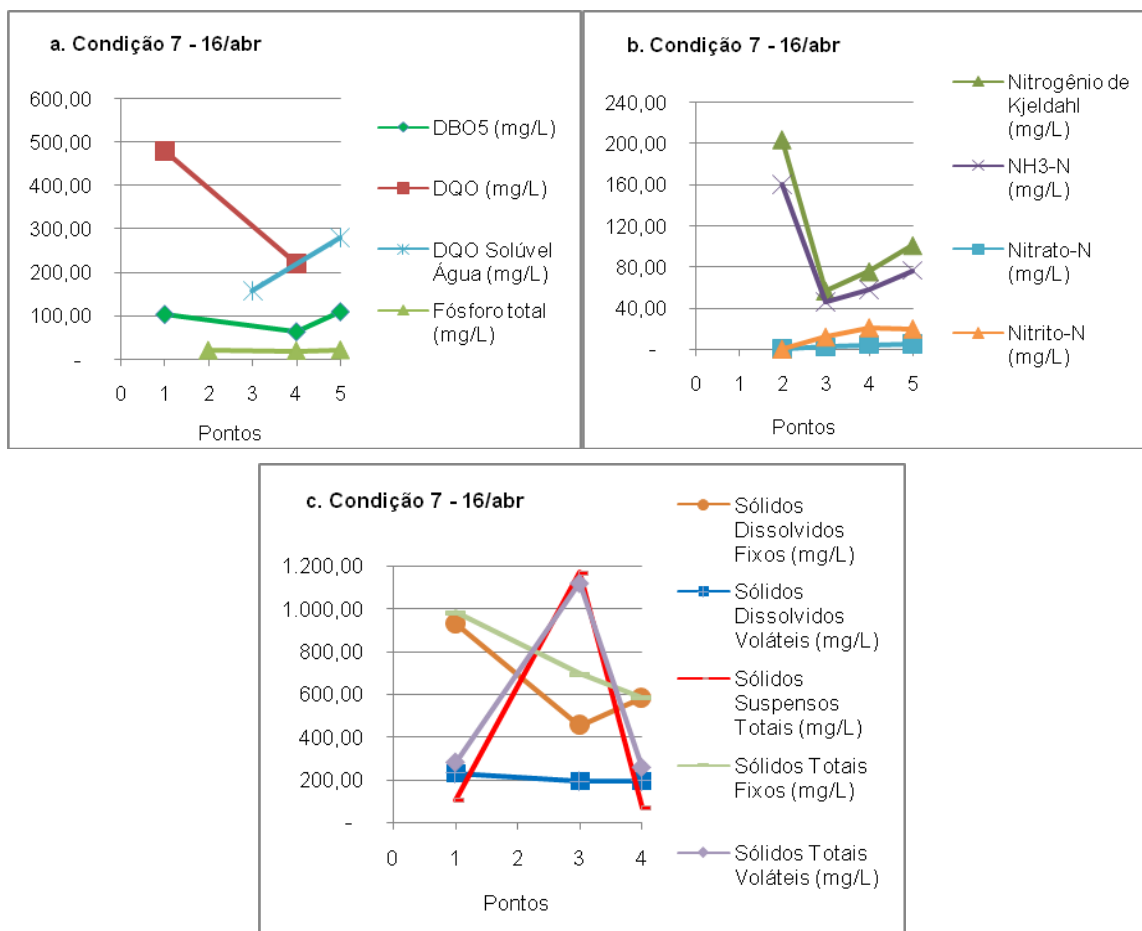 a. Condição 7 - 16/abr
600,00
500,00
400,00
300,00
200,00
100,00
-
0 1 2 3 4 5
Pontos
DBO5 (mg/L)
DQO (mg/L)
DQO Solúvel
Água (mg/L)
Fósforo total
(mg/L)
b. Condição 7 - 16/abr
240,00
200,00
160,00
120,00
80,00
40,00
-
0 1 2 3 4 5
Pontos
Nitrogênio de
Kjeldahl
(mg/L)
NH3-N
(mg/L)
Nitrato-N
(mg/L)
Nitrito-N
(mg/L)
c. Condição 7 - 16/abr
1.200,00
1.000,00
800,00
600,00
400,00
200,00
-
0 1 2 3 4
Pontos
Sólidos
Dissolvidos
Fixos (mg/L)
Sólidos
Dissolvidos
Voláteis (mg/L)
Sólidos
Suspensos
Totais (mg/L)
Sólidos Totais
Fixos (mg/L)
Sólidos Totais
Voláteis (mg/L)